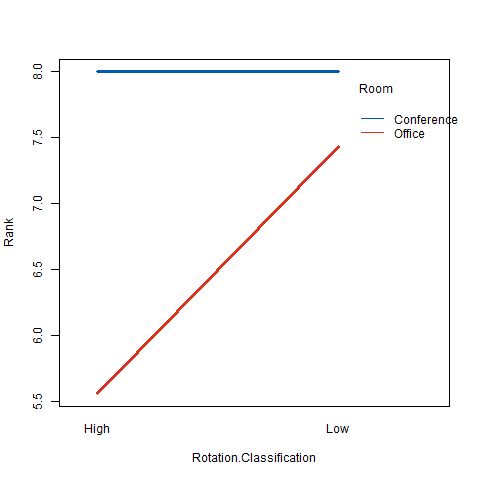 8.0
7.5
7.0
6.5
6.0
5.5
Rank
Room
Conference
Office
High
Low
Rotation.Classification